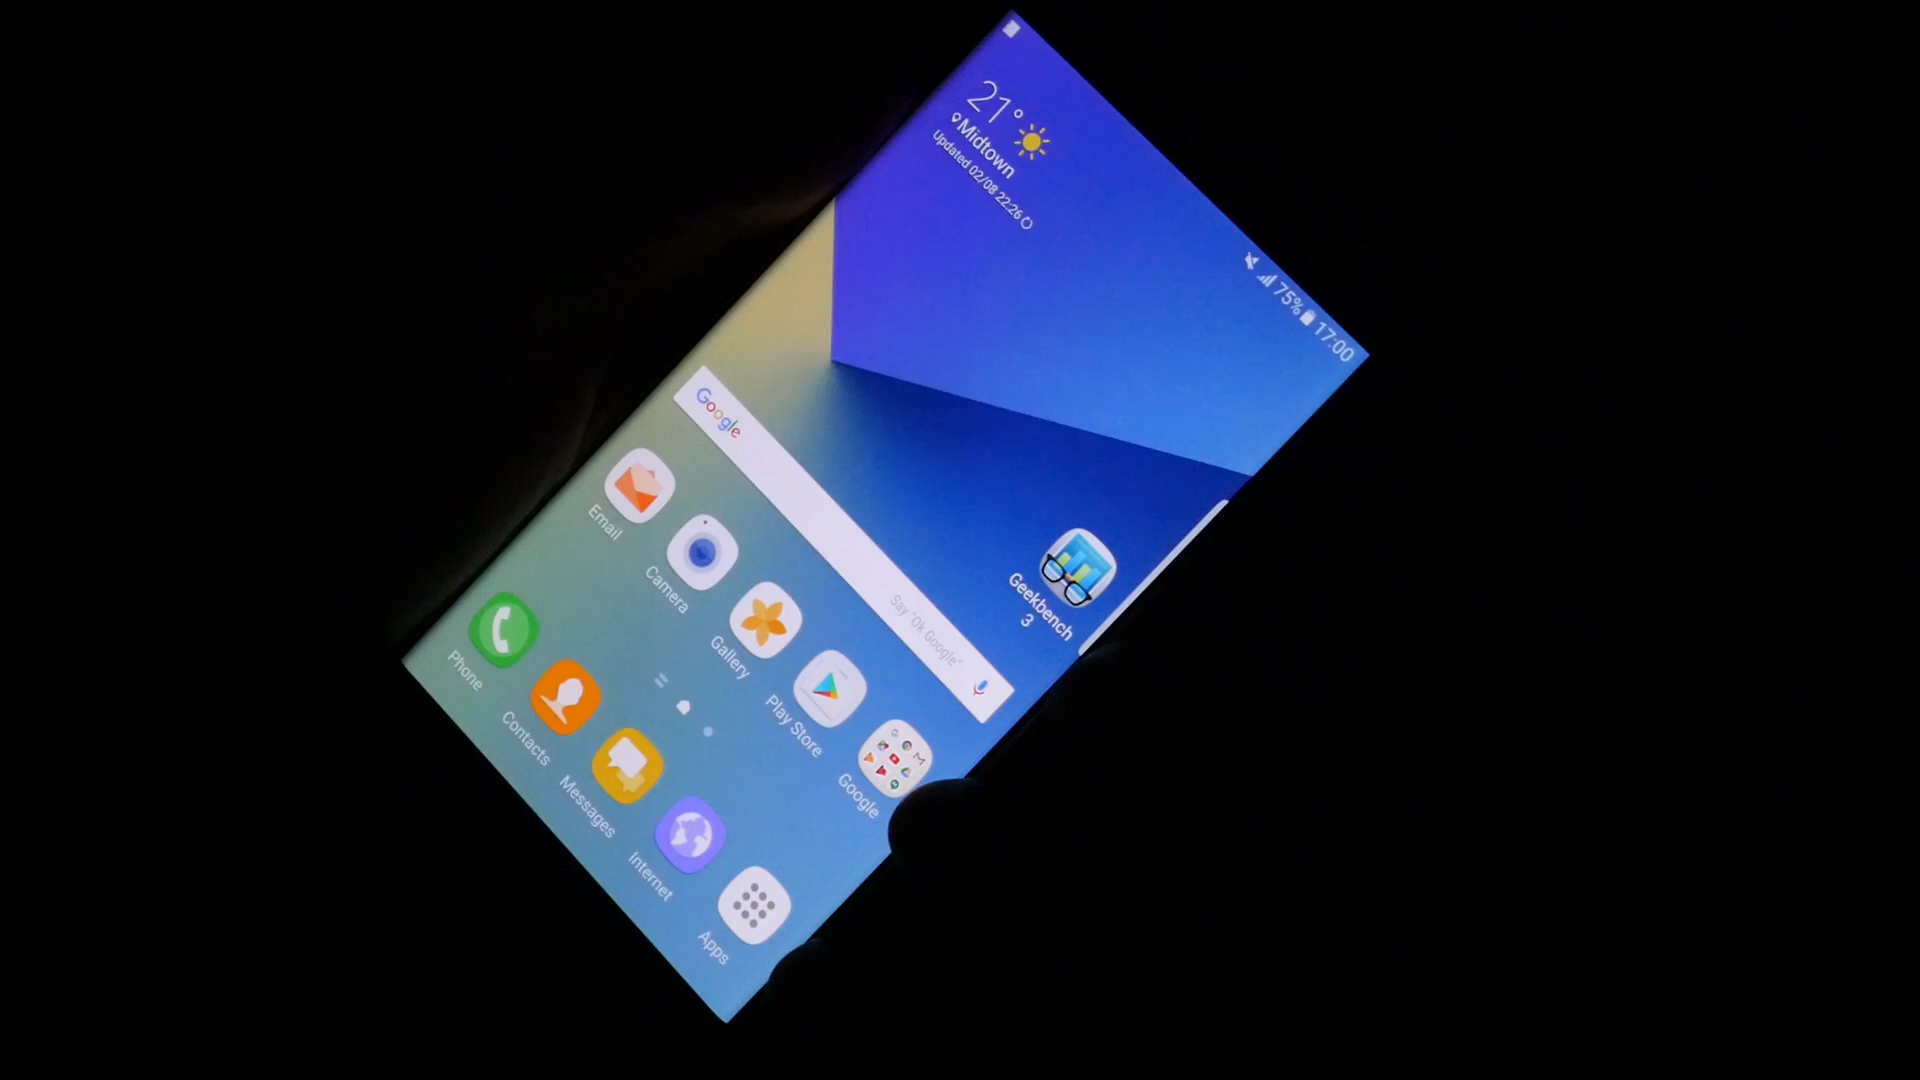 75% 17:00
21°
Midtown
Updated 02/08 22:26
Geekbench
3
Google
Say "Ok Google"
Email
Camera
Gallery
Play Store
Google
Phone
Contacts
Messages
Internet
Apps